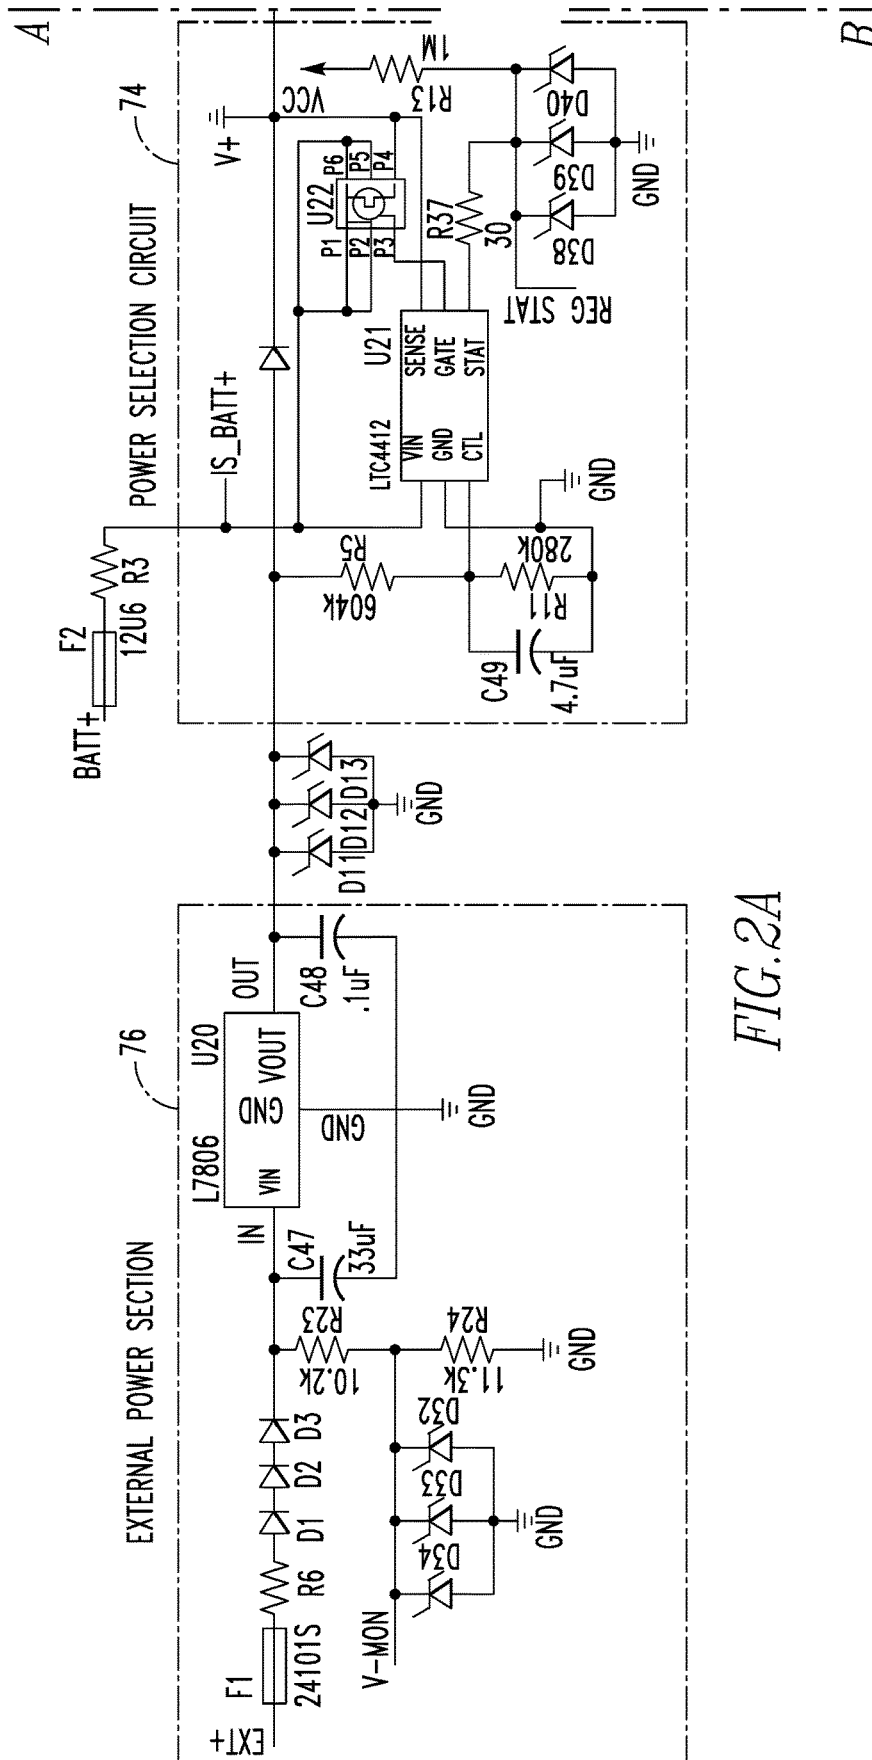 A
B
74
POWER SELECTION CIRCUIT
V+
VCC
1M
R13
D40
D39
D38
GND
P6
P5
P4
U22
P1
P2
P3
R37
30
REG STAT
IS_BATT+
U21
LTC4412
SENSE
GATE
STAT
VIN
GND
CTL
GND
BATT+
F2
12U6
R3
R5
604k
280k
R11
C49
4.7uF
D11
D12
D13
GND
76
EXTERNAL POWER SECTION
U20
L7806
OUT
VOUT
GND
VIN
IN
GND
GND
C48
.1uF
C47
33uF
R23
10.2k
R24
11.3k
GND
D32
D33
D34
GND
V-MON
D3
D2
D1
R6
F1
24101S
EXT+
FIG.2A